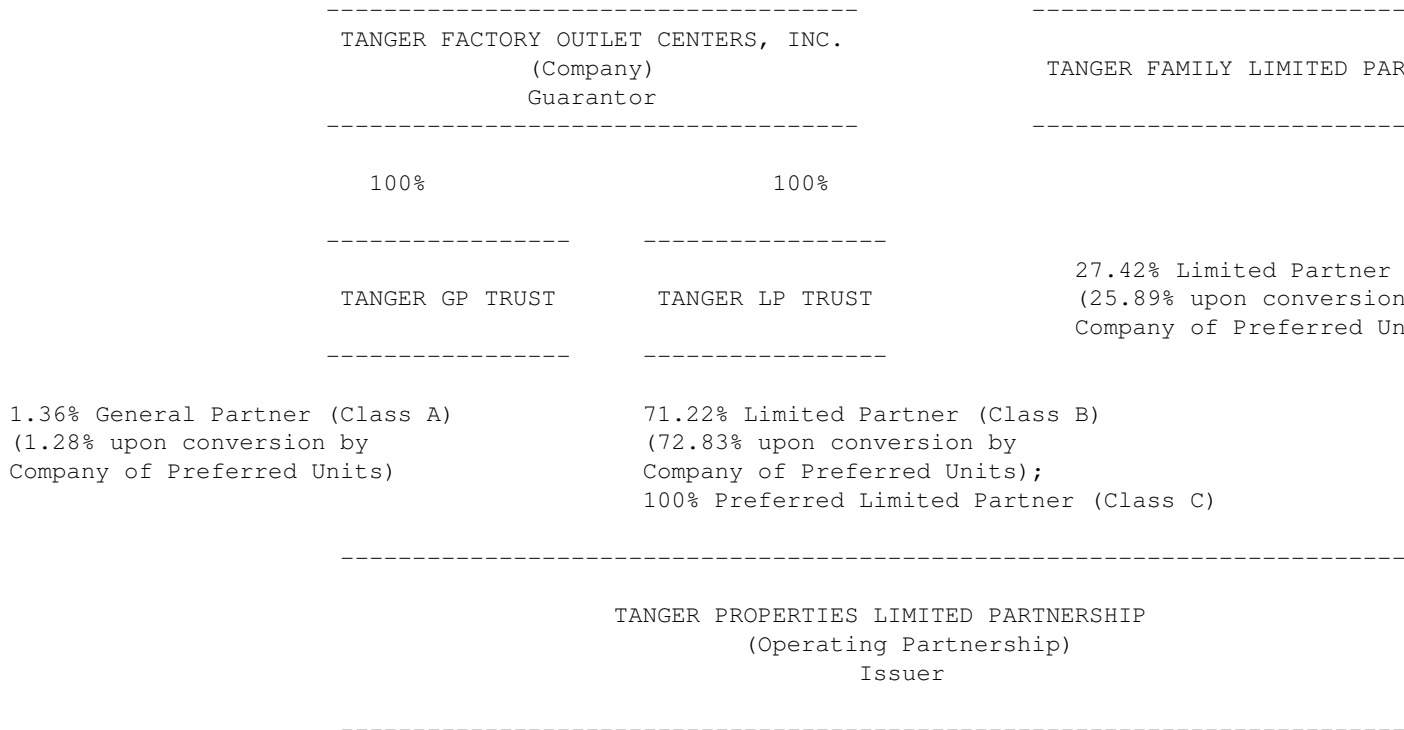 TANGER FACTORY OUTLET CENTERS, INC.
(Company) TANGER FAMILY LIMITED PAR
Guarantor
100% 100%
27.42% Limited Partner
TANGER GP TRUST TANGER LP TRUST (25.89% upon conversion
Company of Preferred Un
1.36% General Partner (Class A) 71.22% Limited Partner (Class B)
(1.28% upon conversion by (72.83% upon conversion by
Company of Preferred Units) Company of Preferred Units);
100% Preferred Limited Partner (Class C)
TANGER PROPERTIES LIMITED PARTNERSHIP
(Operating Partnership)
Issuer